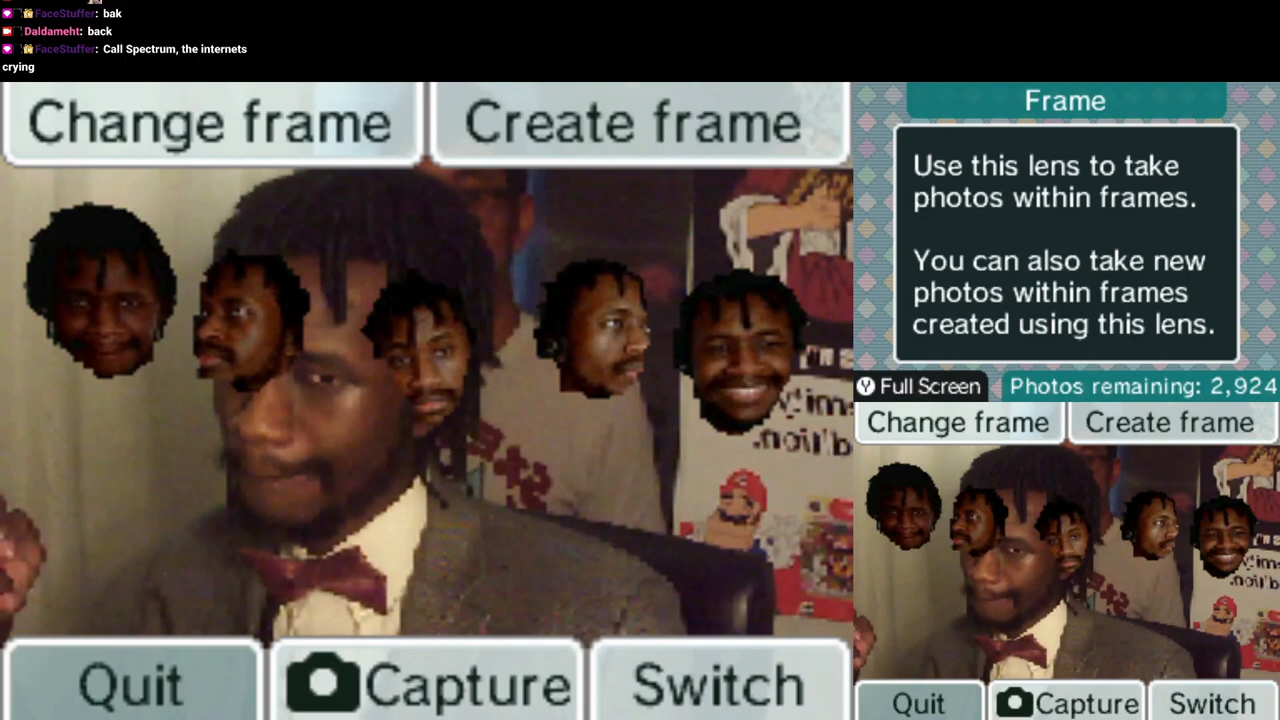 FaceStuffer: bak
Daldameht: back
FaceStuffer: Call Spectrum, the internets
crying
Change frame
Create frame
Quit
Capture
Switch
Frame
Use this lens to take
photos within frames.
You can also take new
photos within frames
created using this lens.
Y Full Screen
Photos remaining: 2,924
Change frame
Create frame
Quit
Capture
Switch